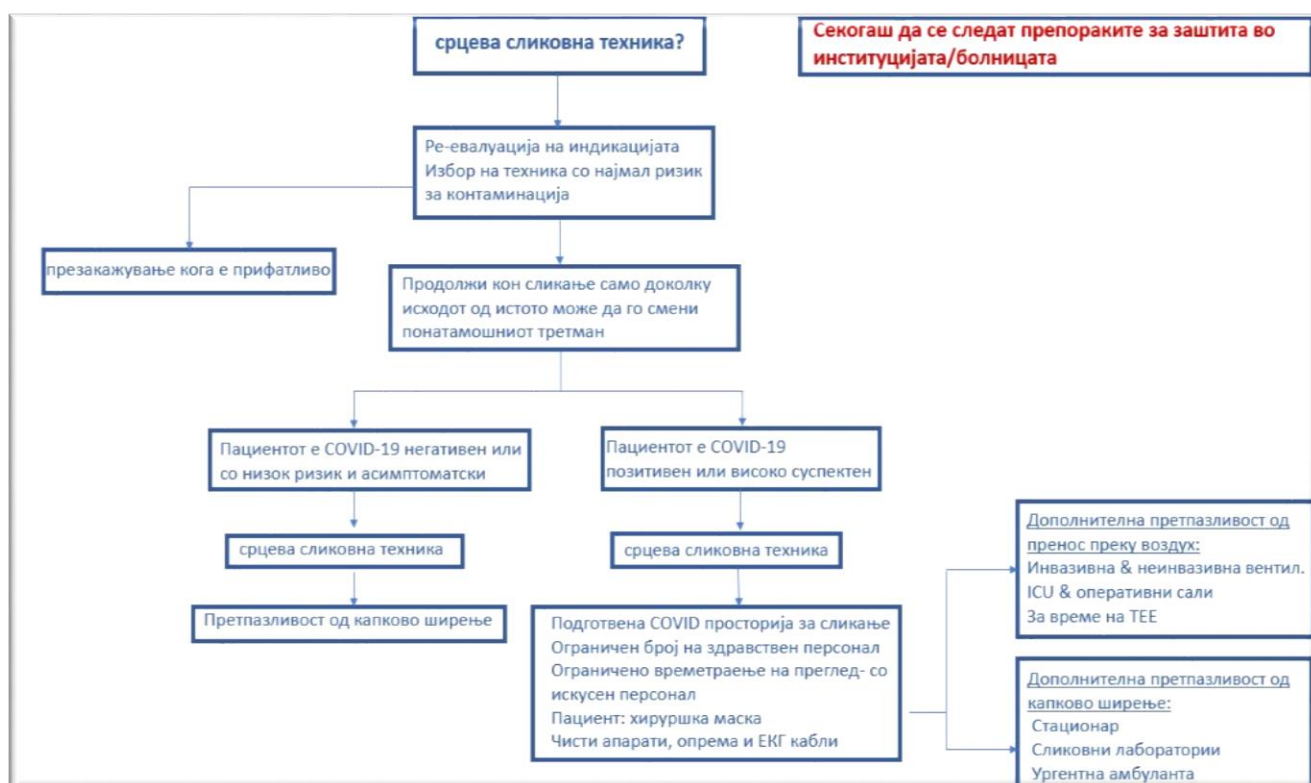 срцева сликовна техника?
Секогаш да се следат препораките за заштита во
институцијата/болницата
Ре-евалуација на индикацијата
Избор на техника со најмал ризик
за контаминација
презакажување кога е прифатливо
Продолжи кон сликање само доколку
исходот од истото може да го смени
понатамошниот третман
Пациентот е COVID-19 негативен или
со низок ризик и асимптоматски
Пациентот е COVID-19
позитивен или високо суспектен
срцева сликовна техника
срцева сликовна техника
Претпазливост од капково ширење
Подготвена COVID просторија за сликање
Ограничен број на здравствен персонал
Ограничено времетраење на преглед- со
искусен персонал
Пациент: хируршка маска
Чисти апарати, опрема и ЕКГ кабли
Дополнителна претпазливост од
пренос преку воздух:
Инвазивна & неинвазивна вентил.
ICU & оперативни сали
За време на ТЕЕ
Дополнителна претпазливост од
капково ширење:
Стационар
Сликовни лаборатории
Ургентна амбуланта